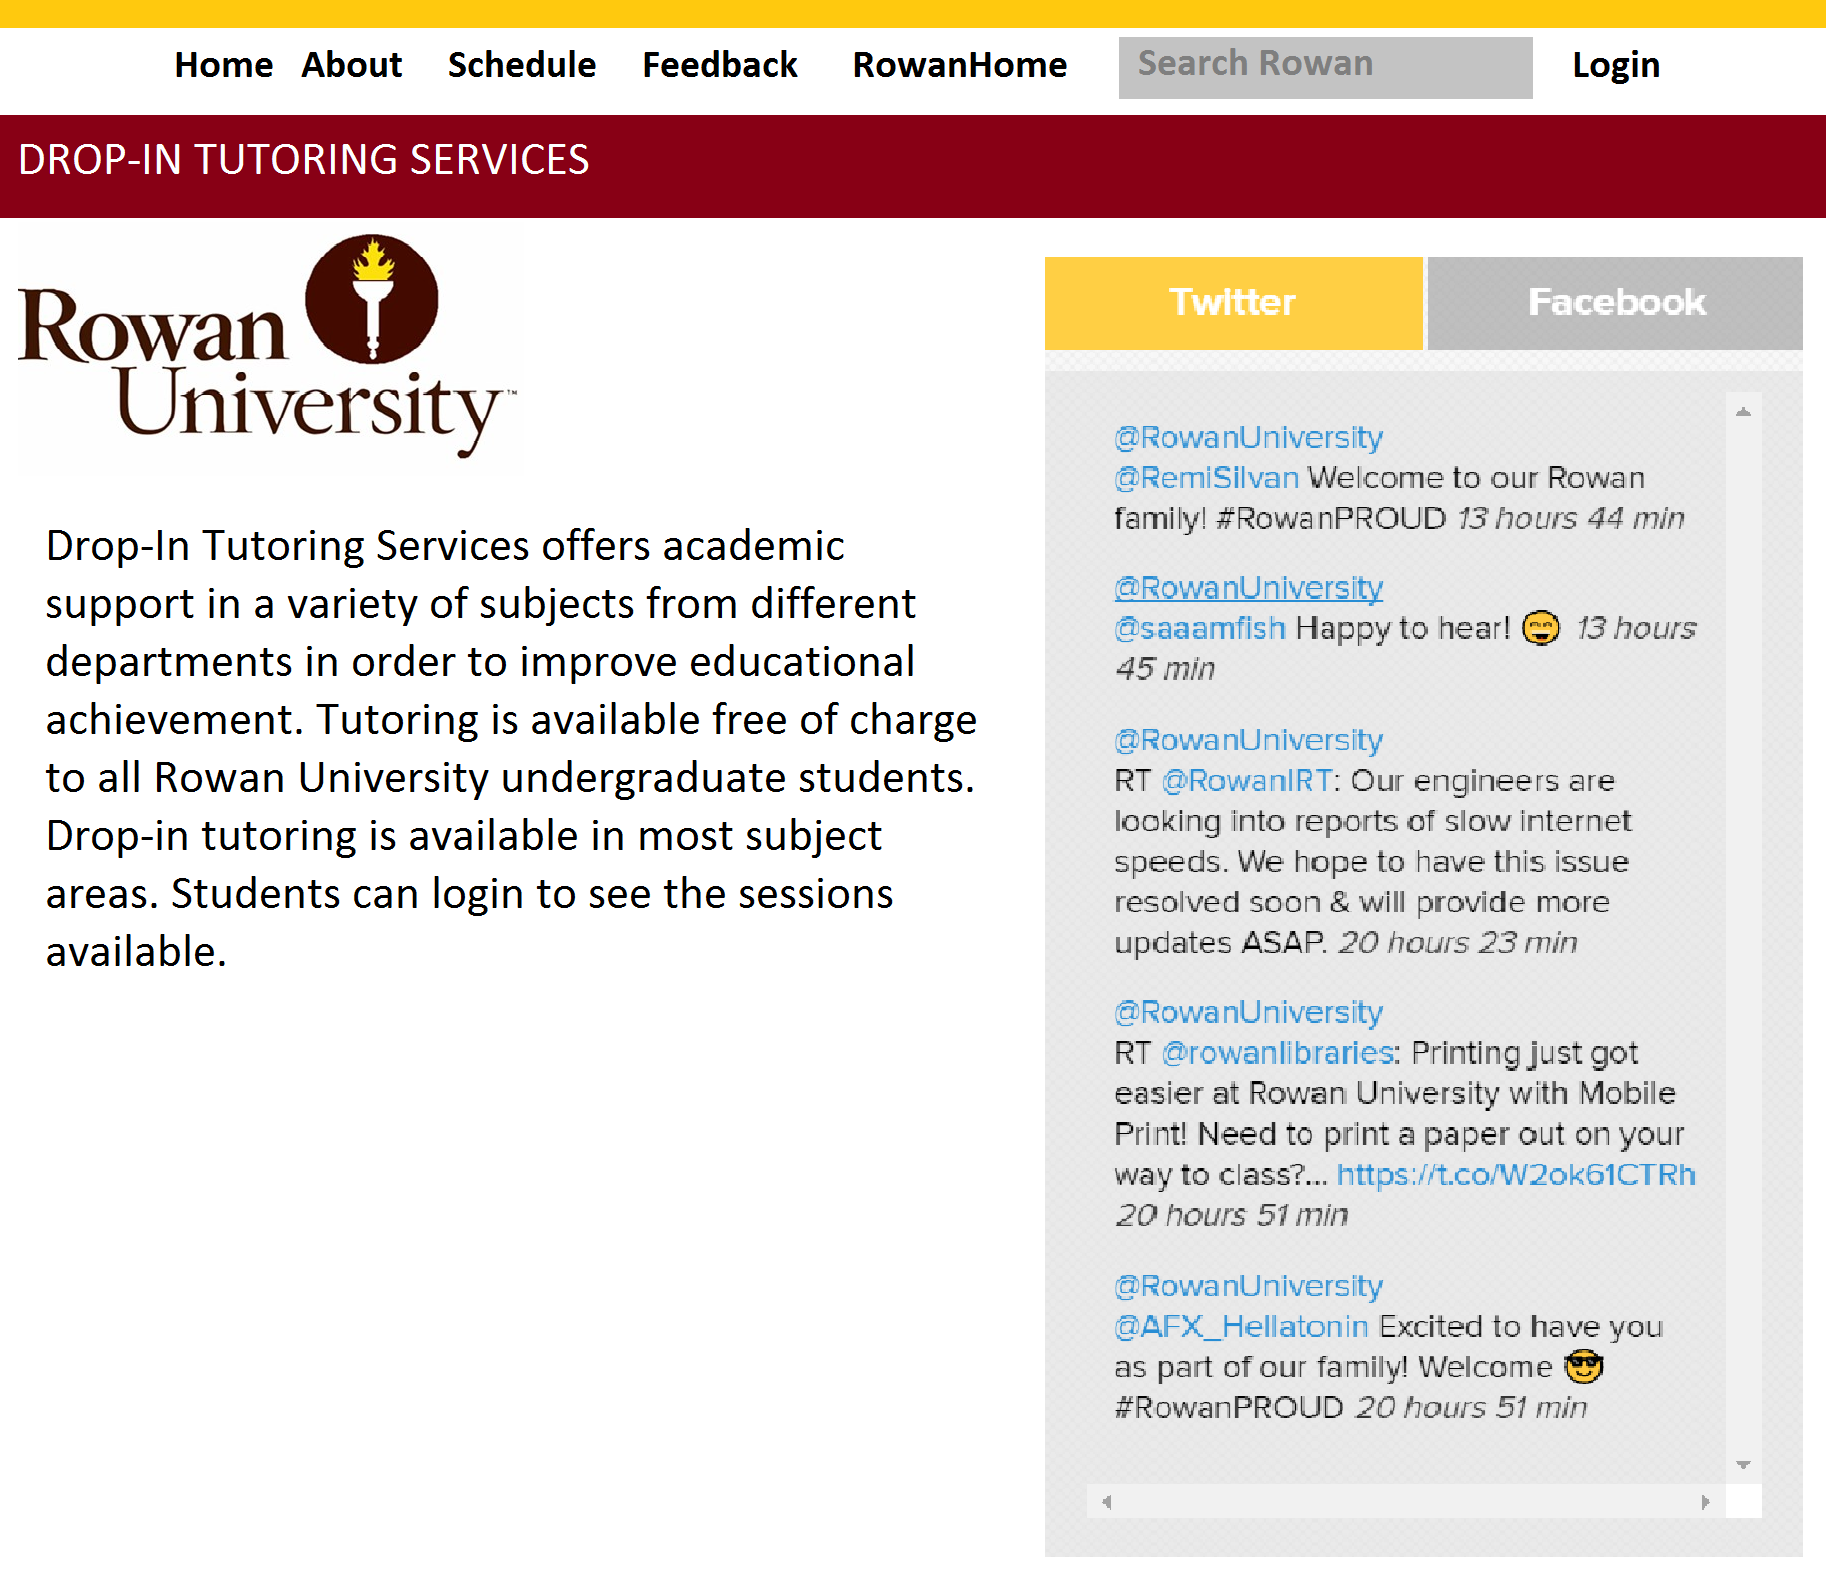 Home About Schedule Feedback RowanHome Search Rowan Login
DROP-IN TUTORING SERVICES
Rowan
University™
Drop-In Tutoring Services offers academic
support in a variety of subjects from different
departments in order to improve educational
achievement. Tutoring is available free of charge
to all Rowan University undergraduate students.
Drop-in tutoring is available in most subject
areas. Students can login to see the sessions
available.
Twitter Facebook
@RowanUniversity
@RemiSilvan Welcome to our Rowan
family! #RowanPROUD 13 hours 44 min
@RowanUniversity
@saaamfish Happy to hear! 😄 13 hours
45 min
@RowanUniversity
RT @RowanIRT: Our engineers are
looking into reports of slow internet
speeds. We hope to have this issue
resolved soon & will provide more
updates ASAP. 20 hours 23 min
@RowanUniversity
RT @rowanlibraries: Printing just got
easier at Rowan University with Mobile
Print! Need to print a paper out on your
way to class?... https://t.co/W2ok61CTRh
20 hours 51 min
@RowanUniversity
@AFX_Hellatonin Excited to have you
as part of our family! Welcome 😎
#RowanPROUD 20 hours 51 min